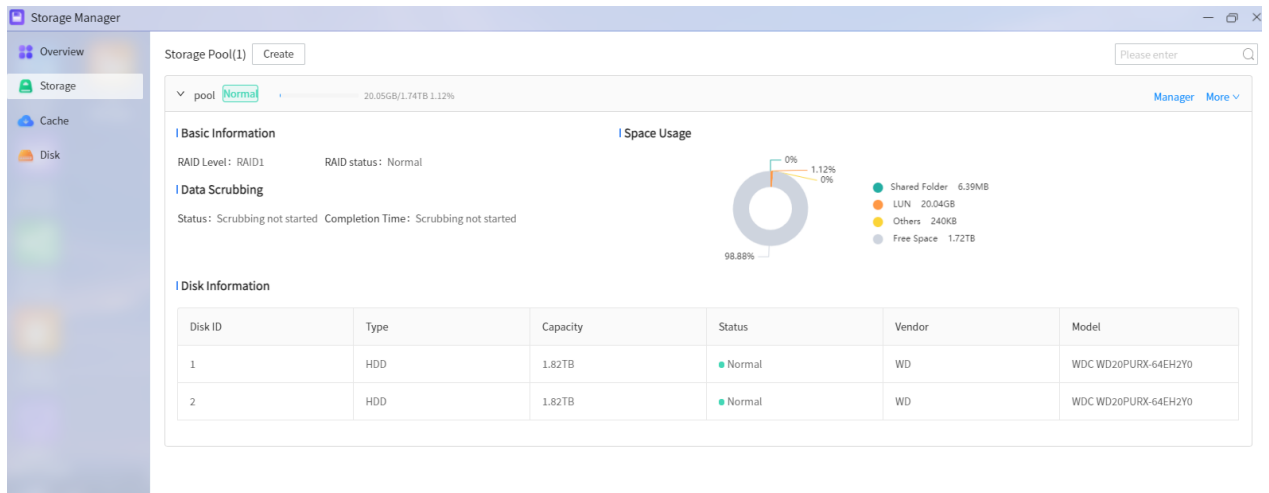 Storage Manager
Overview
Storage
Cache
Disk
Storage Pool(1) Create Please enter
pool Normal 20.05GB/1.74TB 1.12% Manager More
Basic Information
RAID Level: RAID1 RAID status: Normal
Data Scrubbing
Status: Scrubbing not started Completion Time: Scrubbing not started
Space Usage
0%
1.12%
0%
98.88%
Shared Folder 6.39MB
LUN 20.04GB
Others 240KB
Free Space 1.72TB
Disk Information
Disk ID Type Capacity Status Vendor Model
1 HDD 1.82TB Normal WD WDC WD20PURX-64EH2Y0
2 HDD 1.82TB Normal WD WDC WD20PURX-64EH2Y0